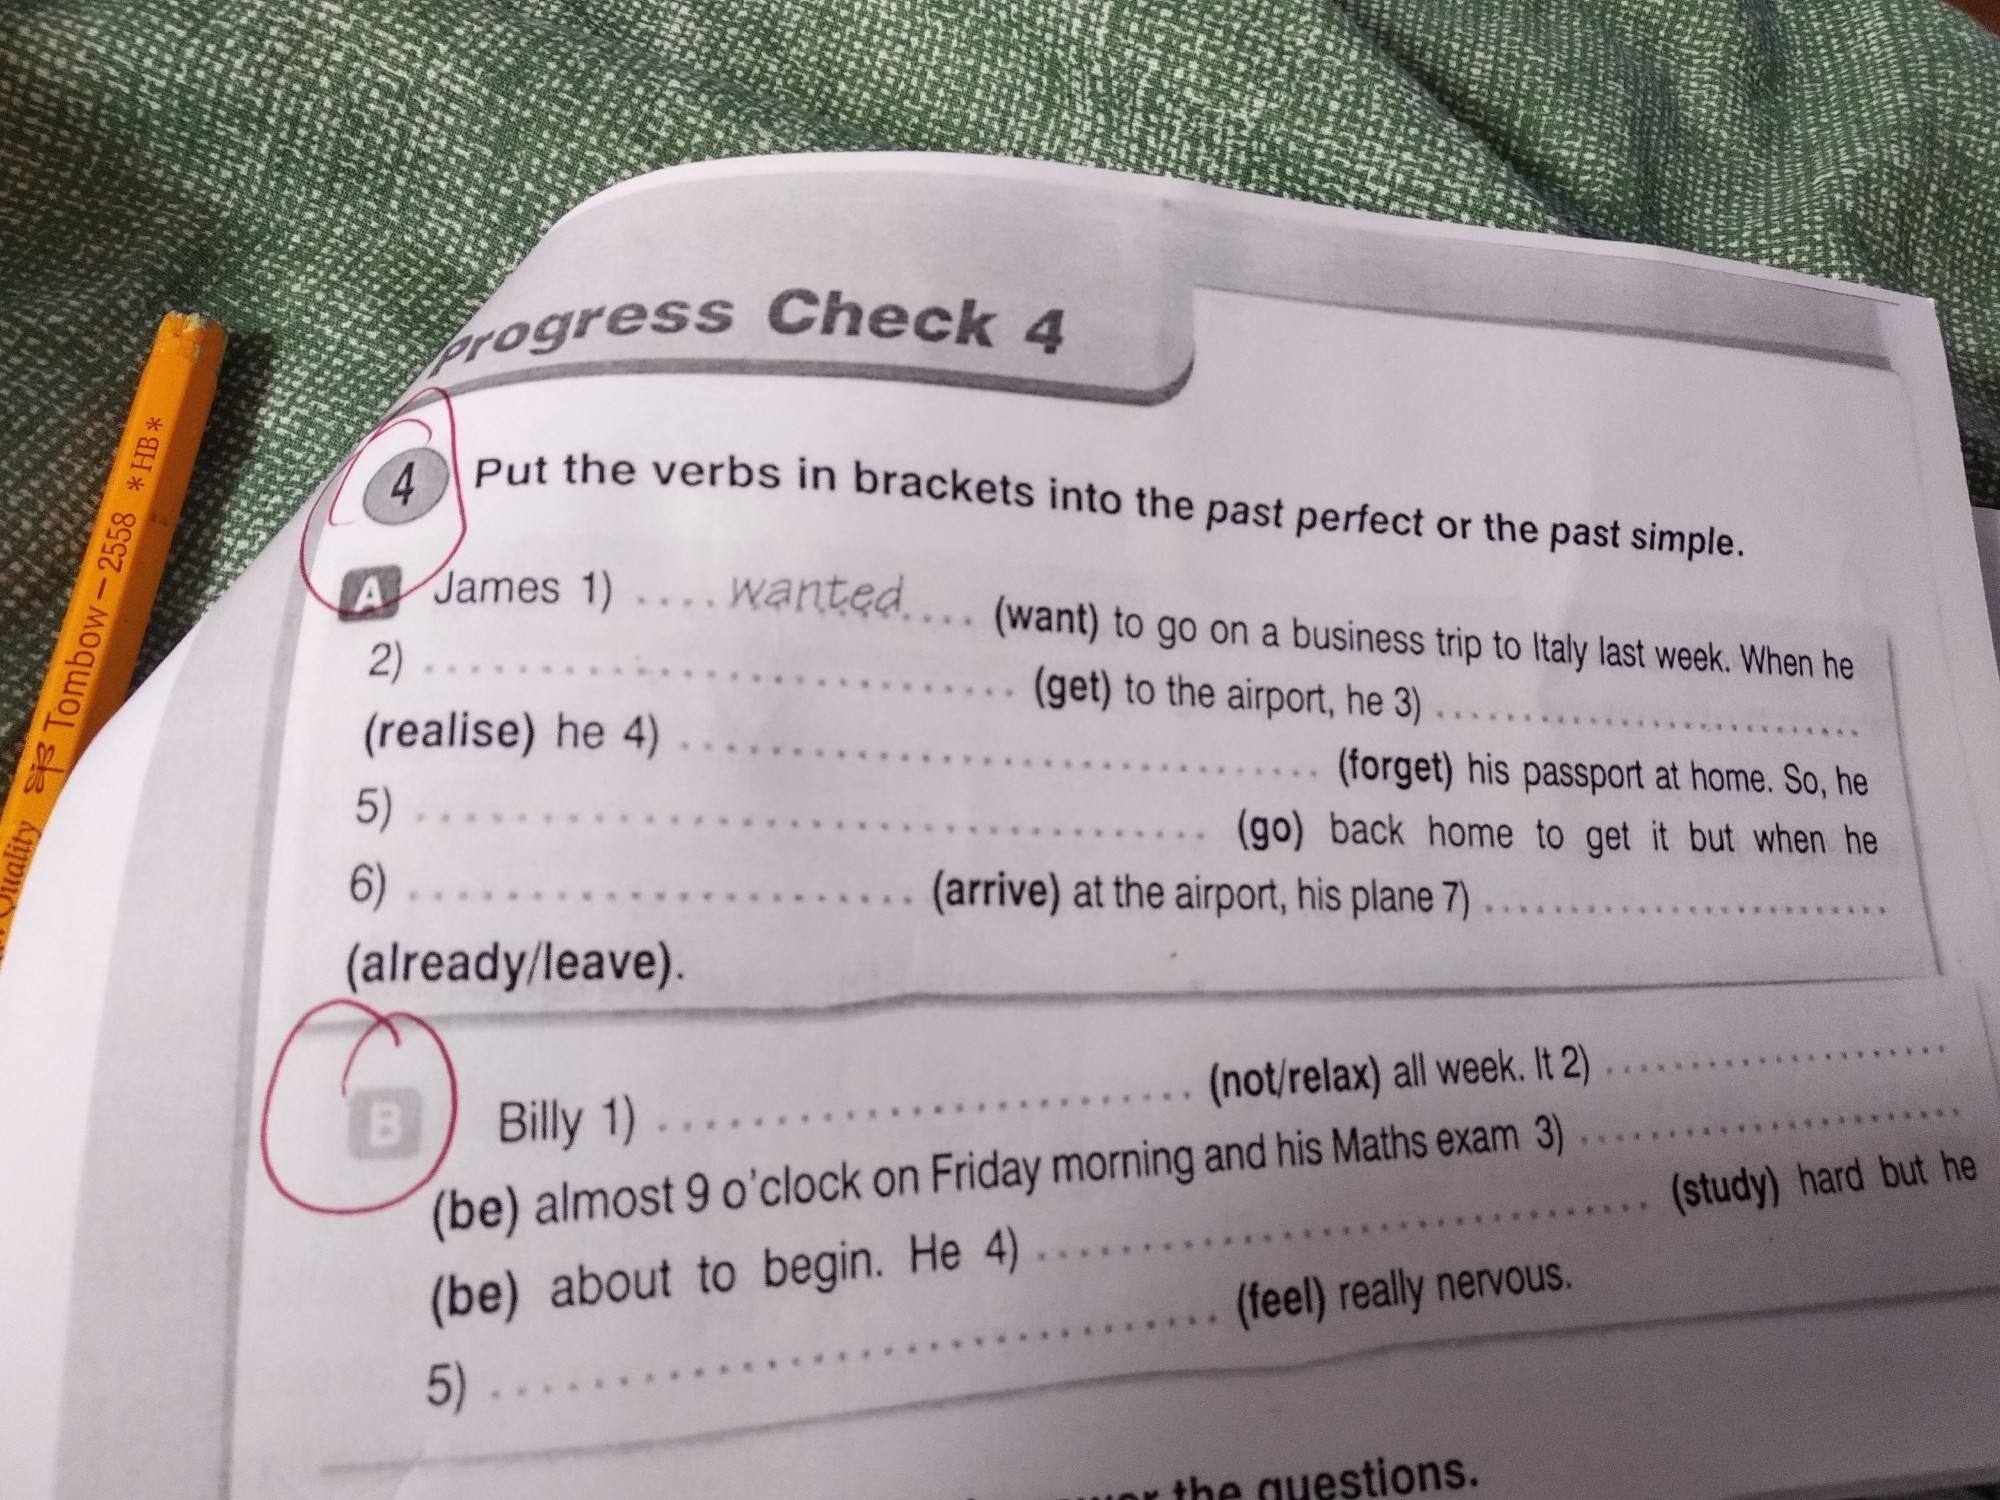 Progress Check 4
4 Put the verbs in brackets into the past perfect or the past simple.
A James 1) ....wanted.... (want) to go on a business trip to Italy last week. When he
2) .............................. (get) to the airport, he 3) ..............................
(realise) he 4) .............................. (forget) his passport at home. So, he
5) .............................. (go) back home to get it but when he
6) .............................. (arrive) at the airport, his plane 7) ..............................
(already/leave).
B Billy 1) .............................. (not/relax) all week. It 2) ..............................
(be) almost 9 o'clock on Friday morning and his Maths exam 3) ..............................
(be) about to begin. He 4) .............................. (study) hard but he
5) .............................. (feel) really nervous.
the questions.
Quality Tombow-2558 *HB*